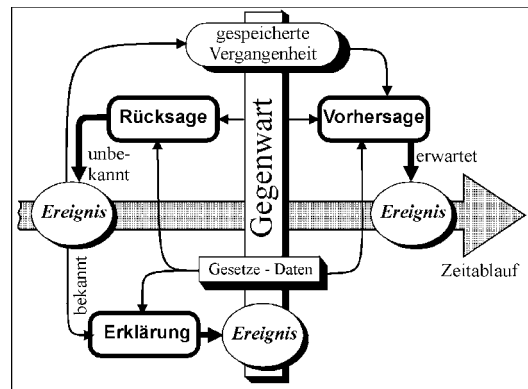 gespeicherte
Vergangenheit
Rücksage
Vorhersage
unbe-
kannt
erwartet
Gegenwart
Ereignis
Ereignis
Zeitablauf
bekannt
Gesetze - Daten
Erklärung
Ereignis